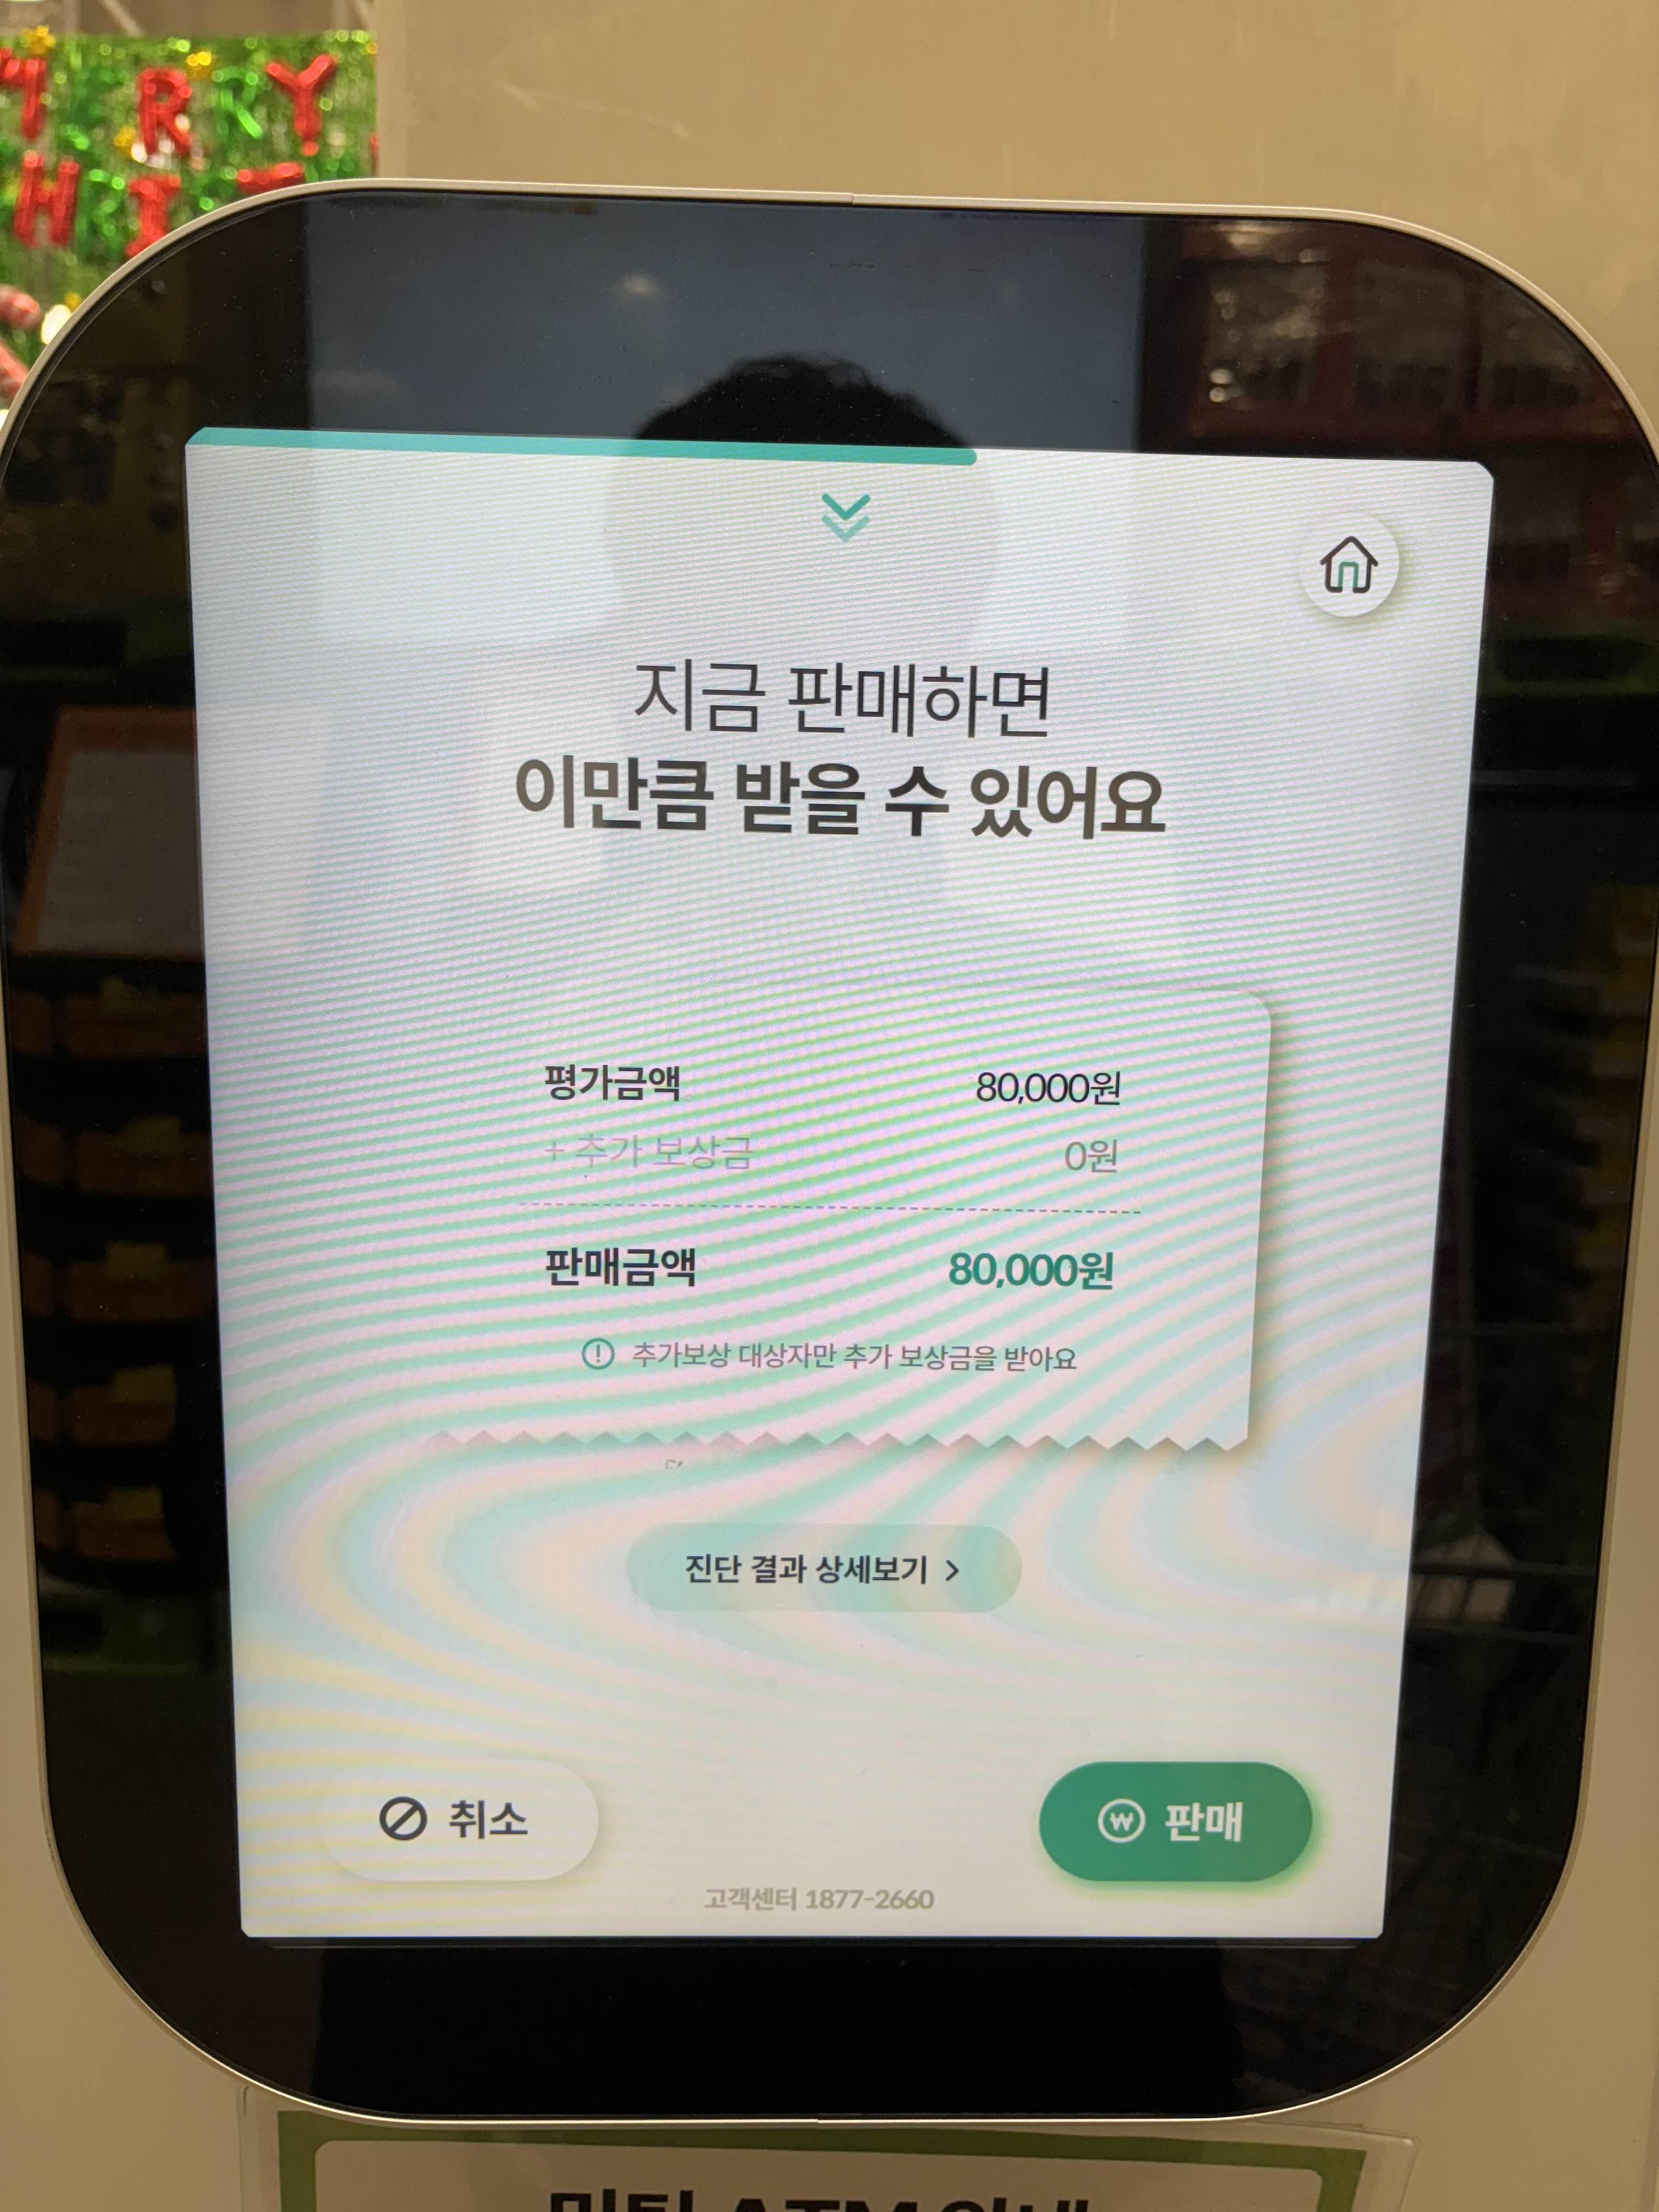 MERRY
지금 판매하면
이만큼 받을 수 있어요
평가금액 80,000원
+ 추가 보상금 0원
판매금액 80,000원
추가보상 대상자만 추가 보상금을 받아요
진단 결과 상세보기 >
취소
판매
고객센터 1877-2660